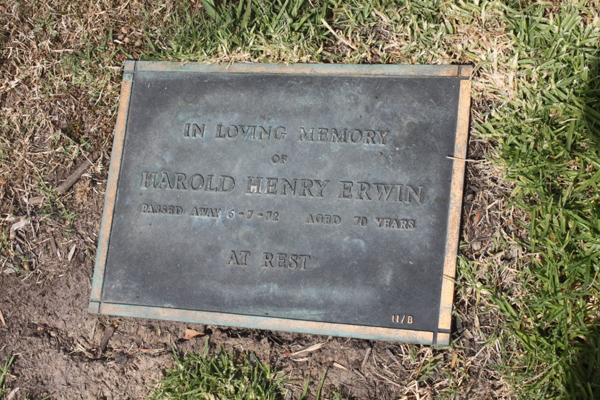 IN LOVING MEMORY
OF
HAROLD HENRY ERWIN
PASSED AWAY 6-7-72 AGED 70 YEARS
AT REST
11/B